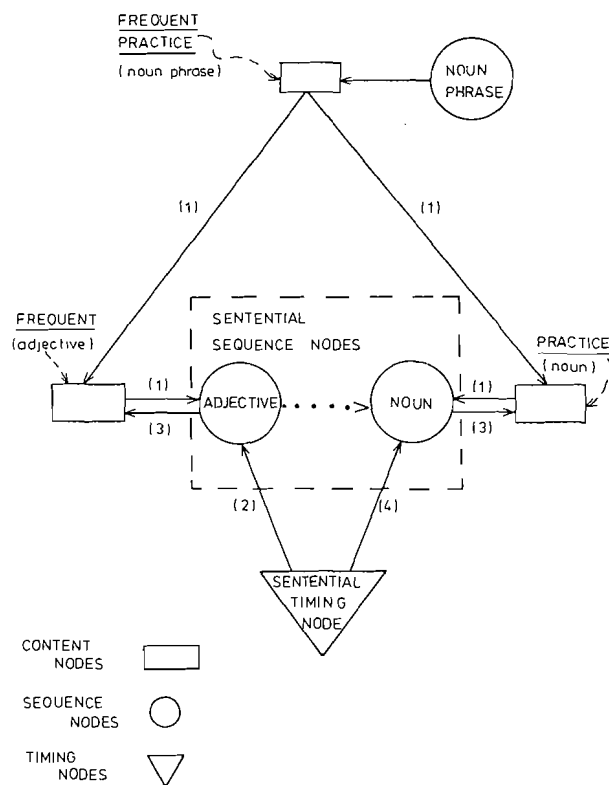 FREQUENT
PRACTICE
(noun phrase)
NOUN
PHRASE
(1)
(1)
FREQUENT
(adjective)
SENTENTIAL
SEQUENCE NODES
PRACTICE
(noun)
(1)
ADJECTIVE
NOUN
(1)
(3)
(3)
(2)
(4)
SENTENTIAL
TIMING
NODE
CONTENT
NODES
SEQUENCE
NODES
TIMING
NODES